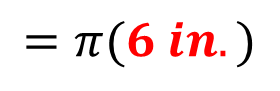 = π(6 in.)